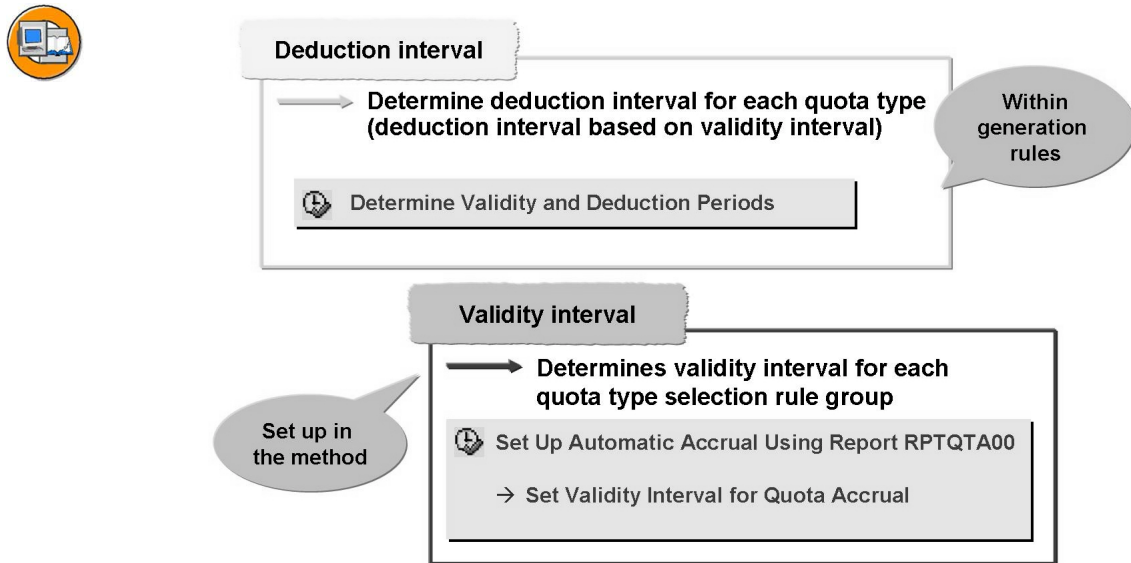 Deduction interval
Determine deduction interval for each quota type
(deduction interval based on validity interval)
Within
generation
rules
Determine Validity and Deduction Periods
Validity interval
Determines validity interval for each
quota type selection rule group
Set up in
the method
Set Up Automatic Accrual Using Report RPTQTA00
→ Set Validity Interval for Quota Accrual